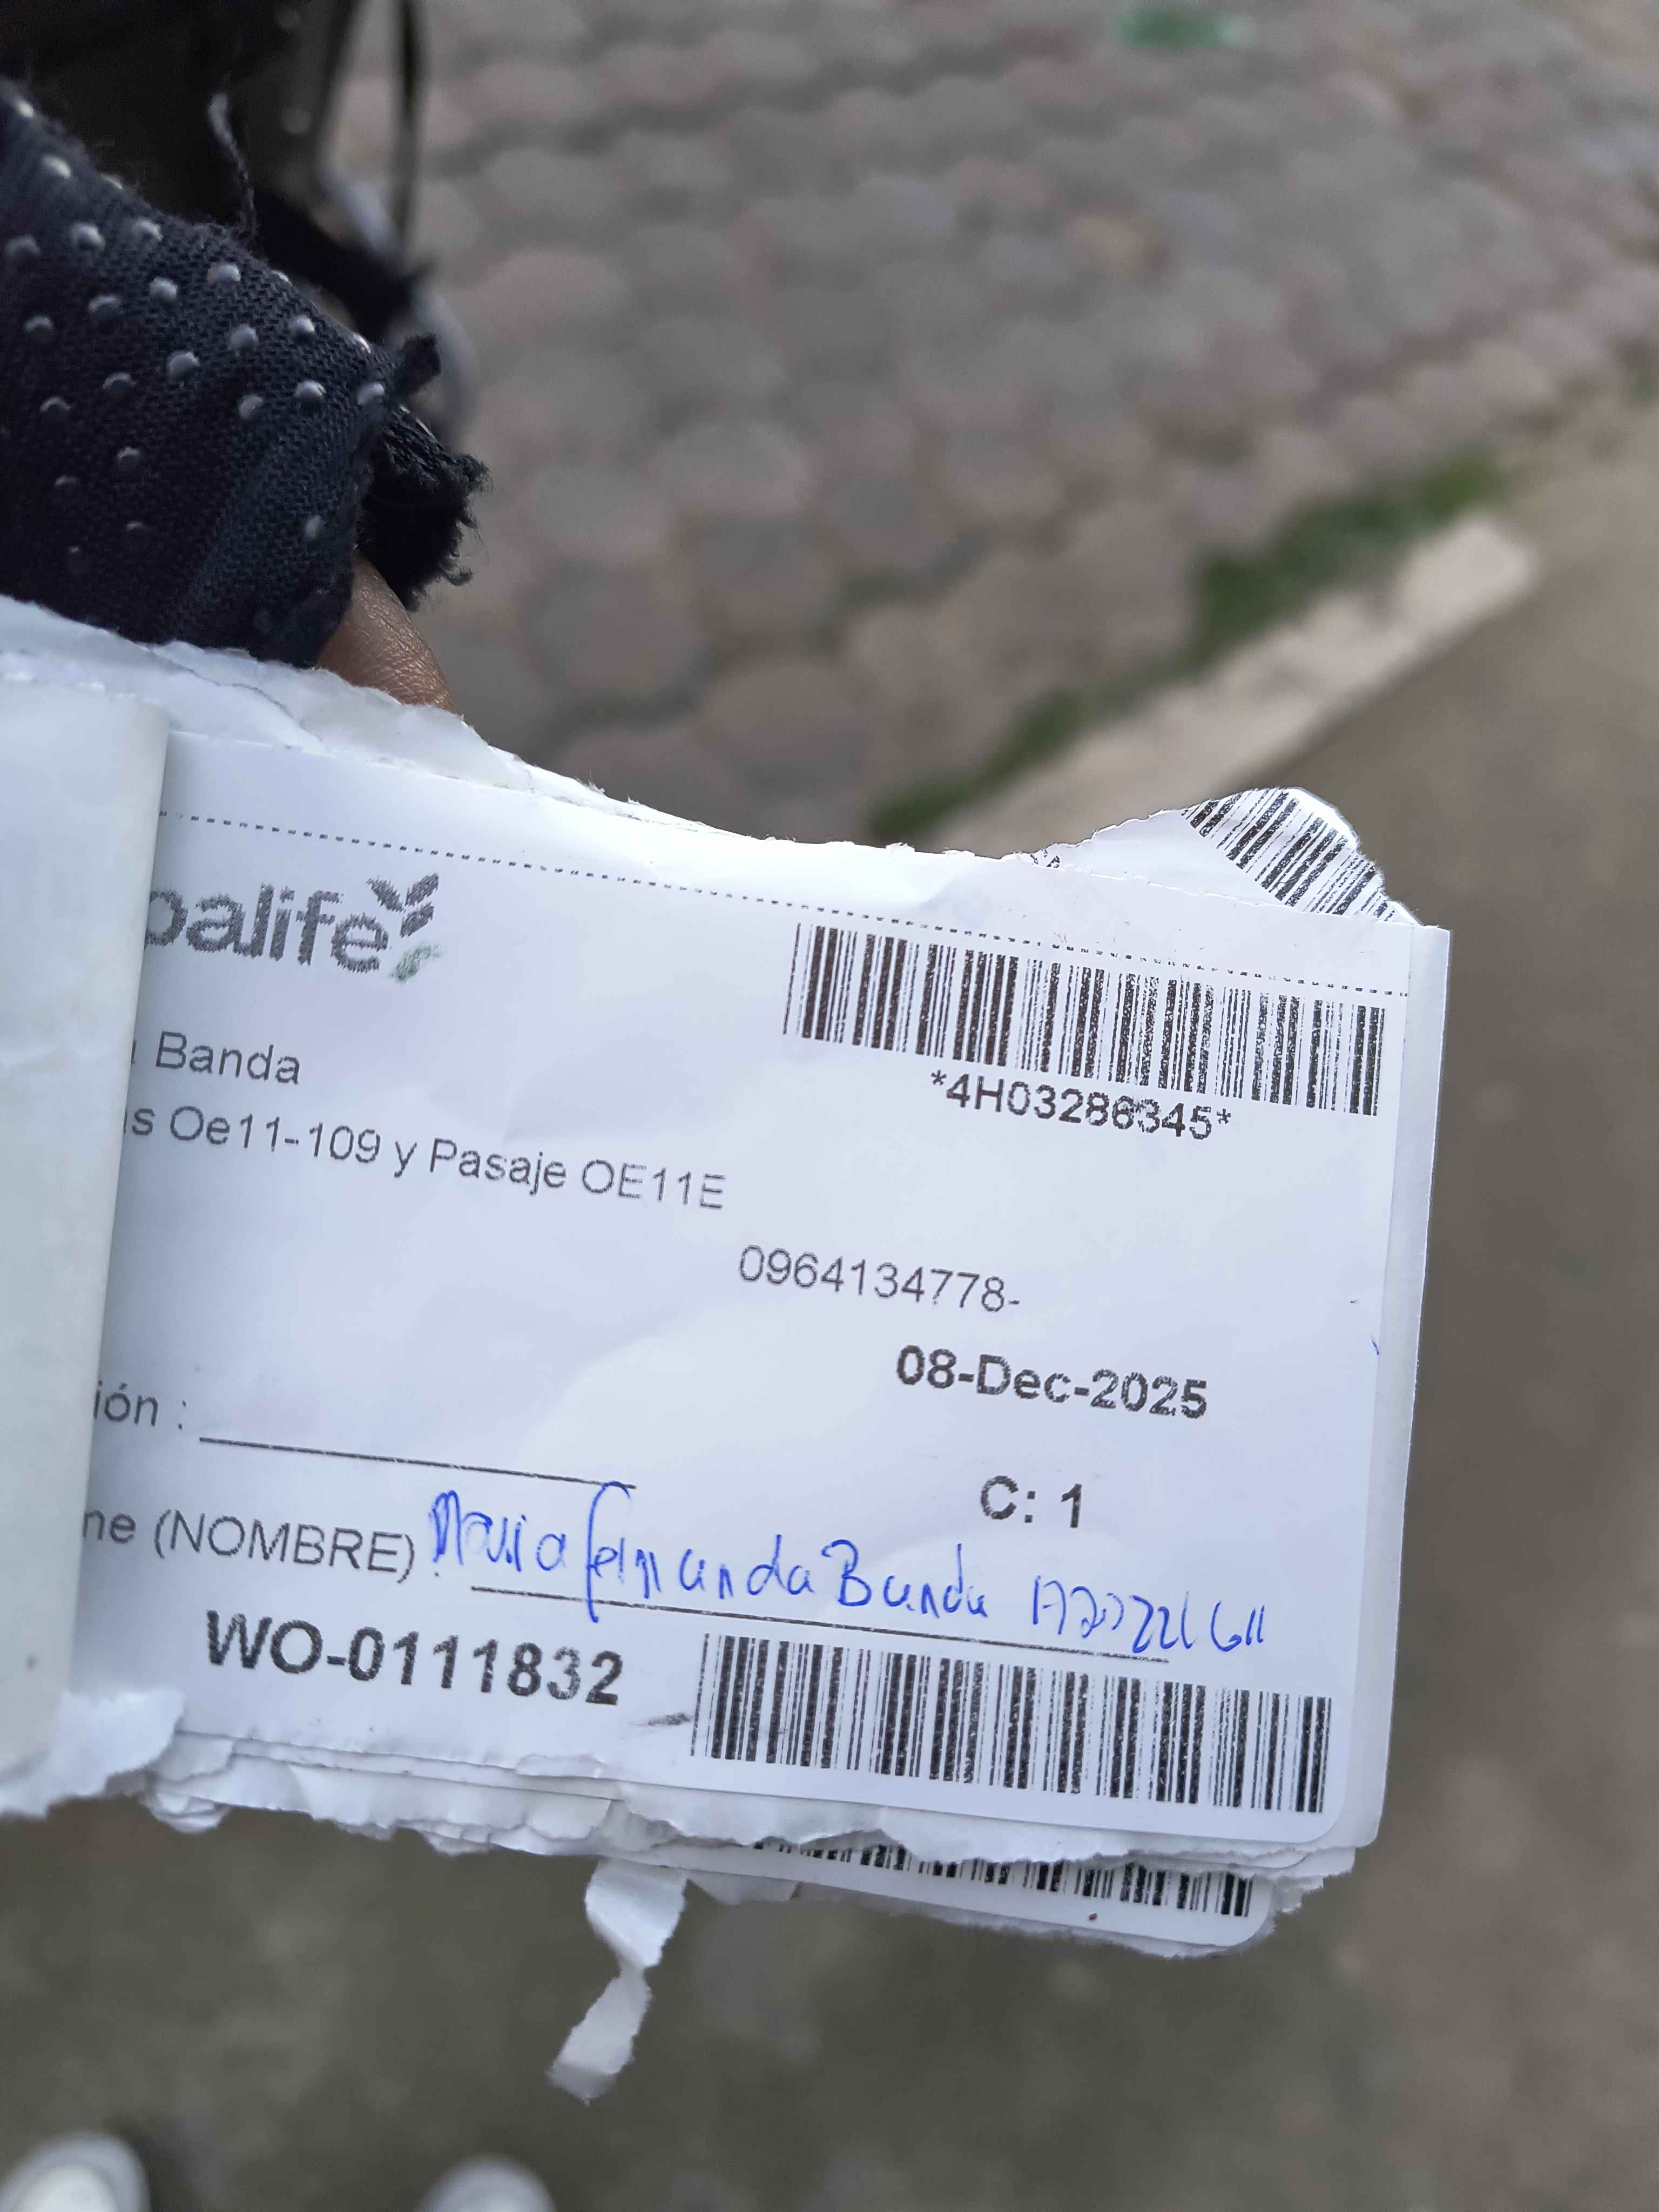 balife
Banda
*4H03286345*
s Oe11-109 y Pasaje OE11E
0964134778-
08-Dec-2025
ión :
C: 1
ne (NOMBRE). Maria fernanda Banda
WO-0111832